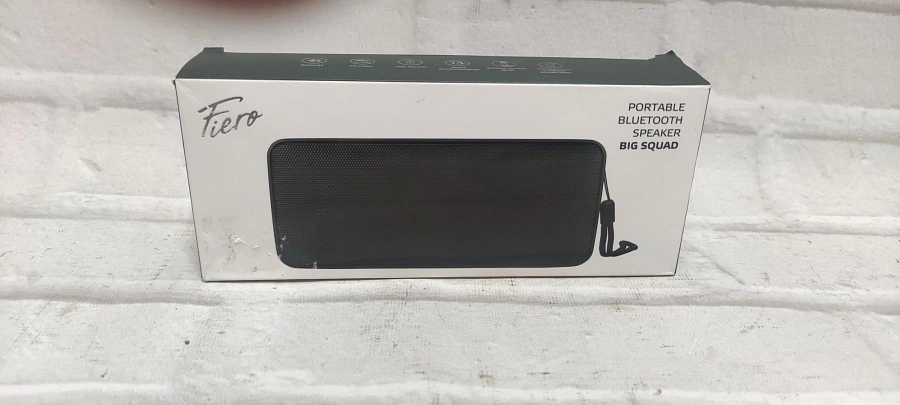 Fiero
PORTABLE
BLUETOOTH
SPEAKER
BIG SQUAD